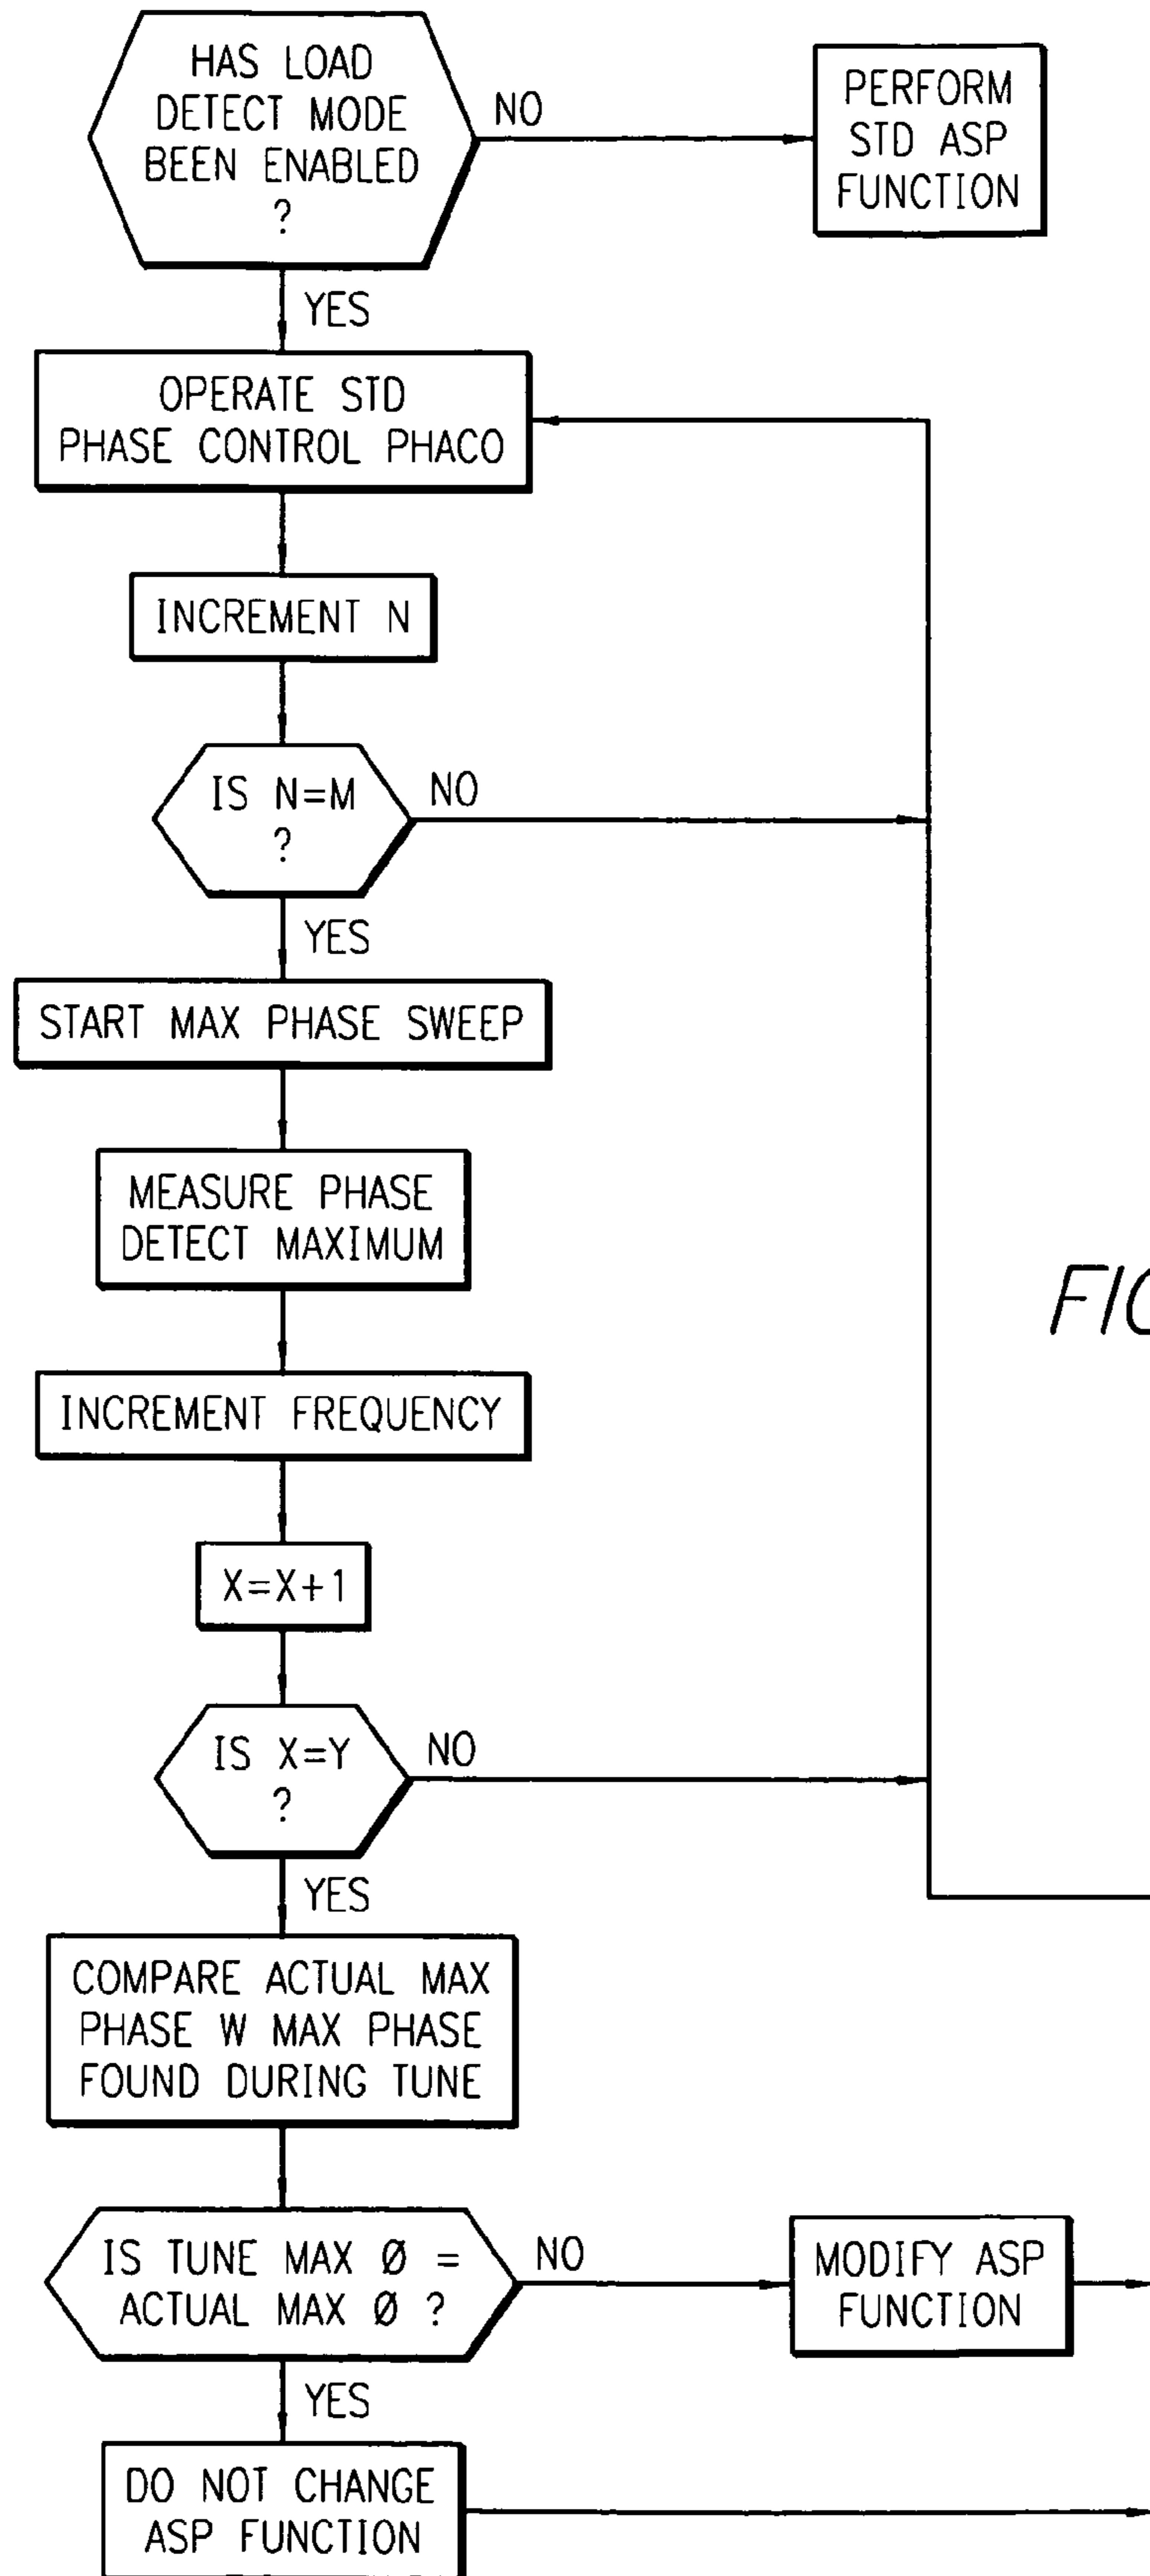 HAS LOAD
DETECT MODE
BEEN ENABLED
?
NO
PERFORM
STD ASP
FUNCTION
YES
OPERATE STD
PHASE CONTROL PHACO
INCREMENT N
IS N=M
?
NO
YES
START MAX PHASE SWEEP
MEASURE PHASE
DETECT MAXIMUM
FIG
INCREMENT FREQUENCY
X=X+1
IS X=Y
?
NO
YES
COMPARE ACTUAL MAX
PHASE W MAX PHASE
FOUND DURING TUNE
IS TUNE MAX Ø =
ACTUAL MAX Ø ?
NO
MODIFY ASP
FUNCTION
YES
DO NOT CHANGE
ASP FUNCTION